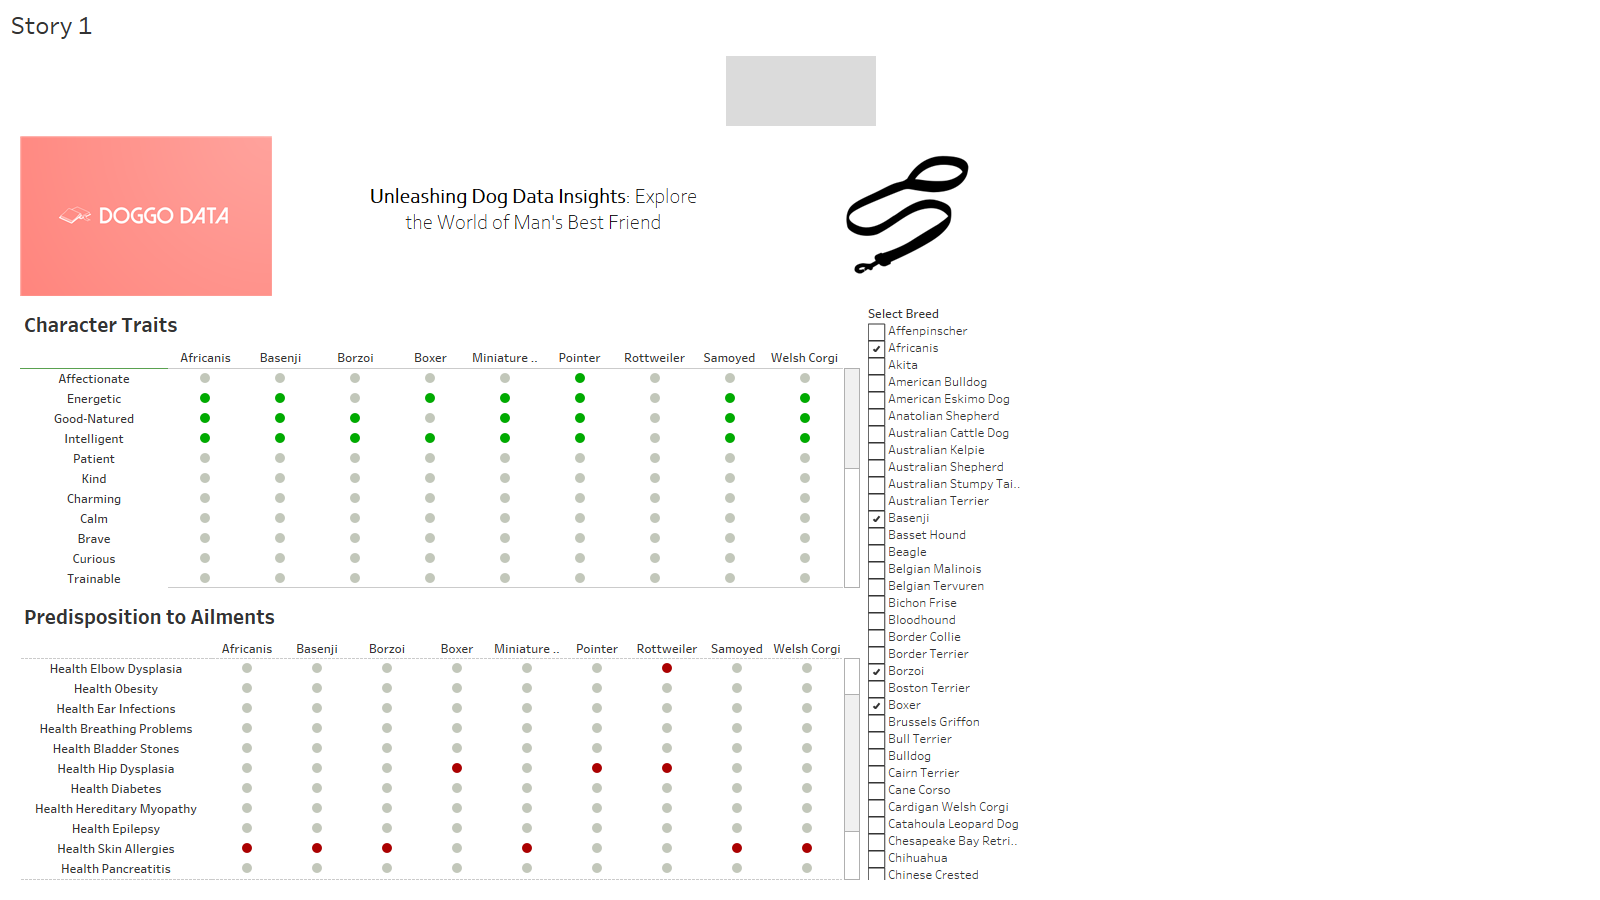 Story 1
DOGGO DATA
Unleashing Dog Data Insights: Explore
the World of Man's Best Friend
Character Traits
Africanis Basenji Borzoi Boxer Miniature .. Pointer Rottweiler Samoyed Welsh Corgi
Affectionate
Energetic
Good-Natured
Intelligent
Patient
Kind
Charming
Calm
Brave
Curious
Trainable
Predisposition to Ailments
Africanis Basenji Borzoi Boxer Miniature .. Pointer Rottweiler Samoyed Welsh Corgi
Health Elbow Dysplasia
Health Obesity
Health Ear Infections
Health Breathing Problems
Health Bladder Stones
Health Hip Dysplasia
Health Diabetes
Health Hereditary Myopathy
Health Epilepsy
Health Skin Allergies
Health Pancreatitis
Select Breed
Affenpinscher
Africanis
Akita
American Bulldog
American Eskimo Dog
Anatolian Shepherd
Australian Cattle Dog
Australian Kelpie
Australian Shepherd
Australian Stumpy Tai..
Australian Terrier
Basenji
Basset Hound
Beagle
Belgian Malinois
Belgian Tervuren
Bichon Frise
Bloodhound
Border Collie
Border Terrier
Borzoi
Boston Terrier
Boxer
Brussels Griffon
Bull Terrier
Bulldog
Cairn Terrier
Cane Corso
Cardigan Welsh Corgi
Catahoula Leopard Dog
Chesapeake Bay Retri..
Chihuahua
Chinese Crested